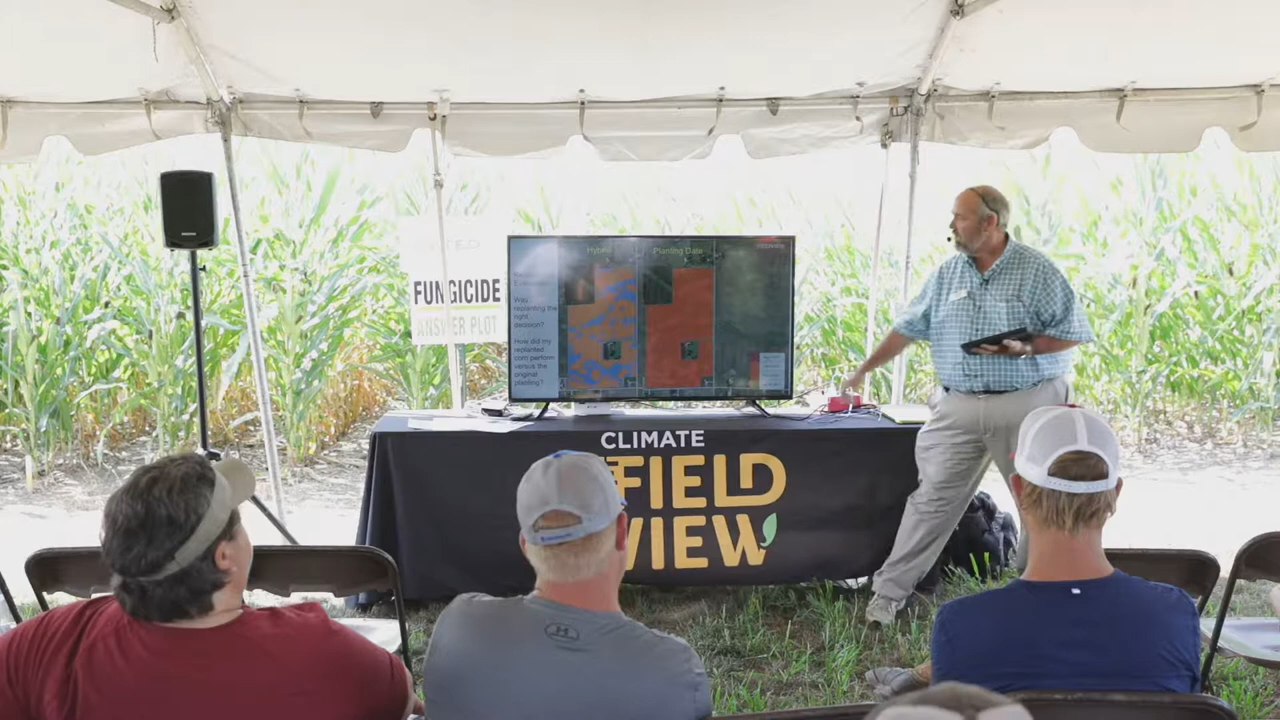 FUNGICIDE
ANSWER PLOT
Hybrid
Planting Date
Was
replanting the
right
decision?
How did my
replanted
corn perform
versus the
original
planting?
CLIMATE
FIELD
VIEW